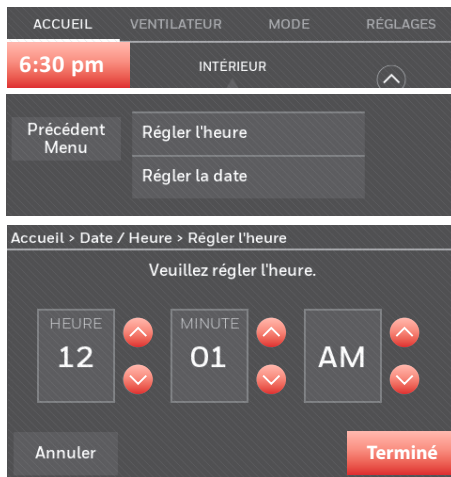 ACCUEIL VENTILATEUR MODE RÉGLAGES
6:30 pm INTÉRIEUR
Précédent
Menu
Régler l'heure
Régler la date
Accueil > Date / Heure > Régler l'heure
Veuillez régler l'heure.
HEURE MINUTE
12 01 AM
Annuler Terminé